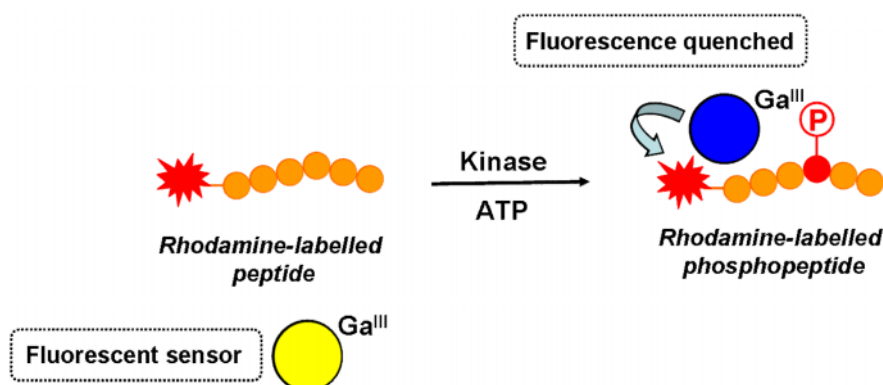 Fluorescence quenched
Ga^III
P
Kinase
ATP
Rhodamine-labelled
peptide
Rhodamine-labelled
phosphopeptide
Ga^III
Fluorescent sensor